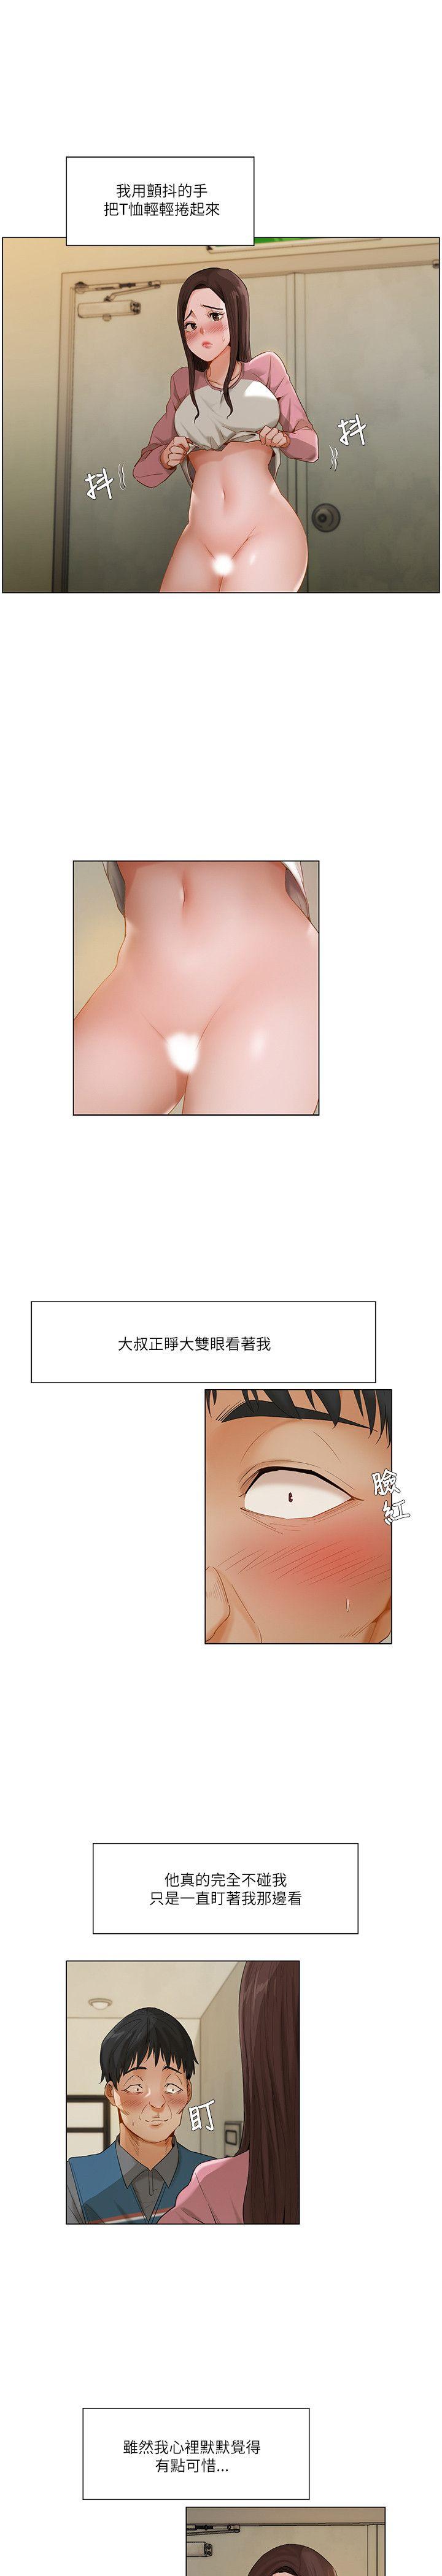 我用顫抖的手
把T恤輕輕捲起來
抖
抖
大叔正睜大雙眼看著我
臉紅
他真的完全不碰我
只是一直盯著我那邊看
盯
雖然我心裡默默覺得
有點可惜...